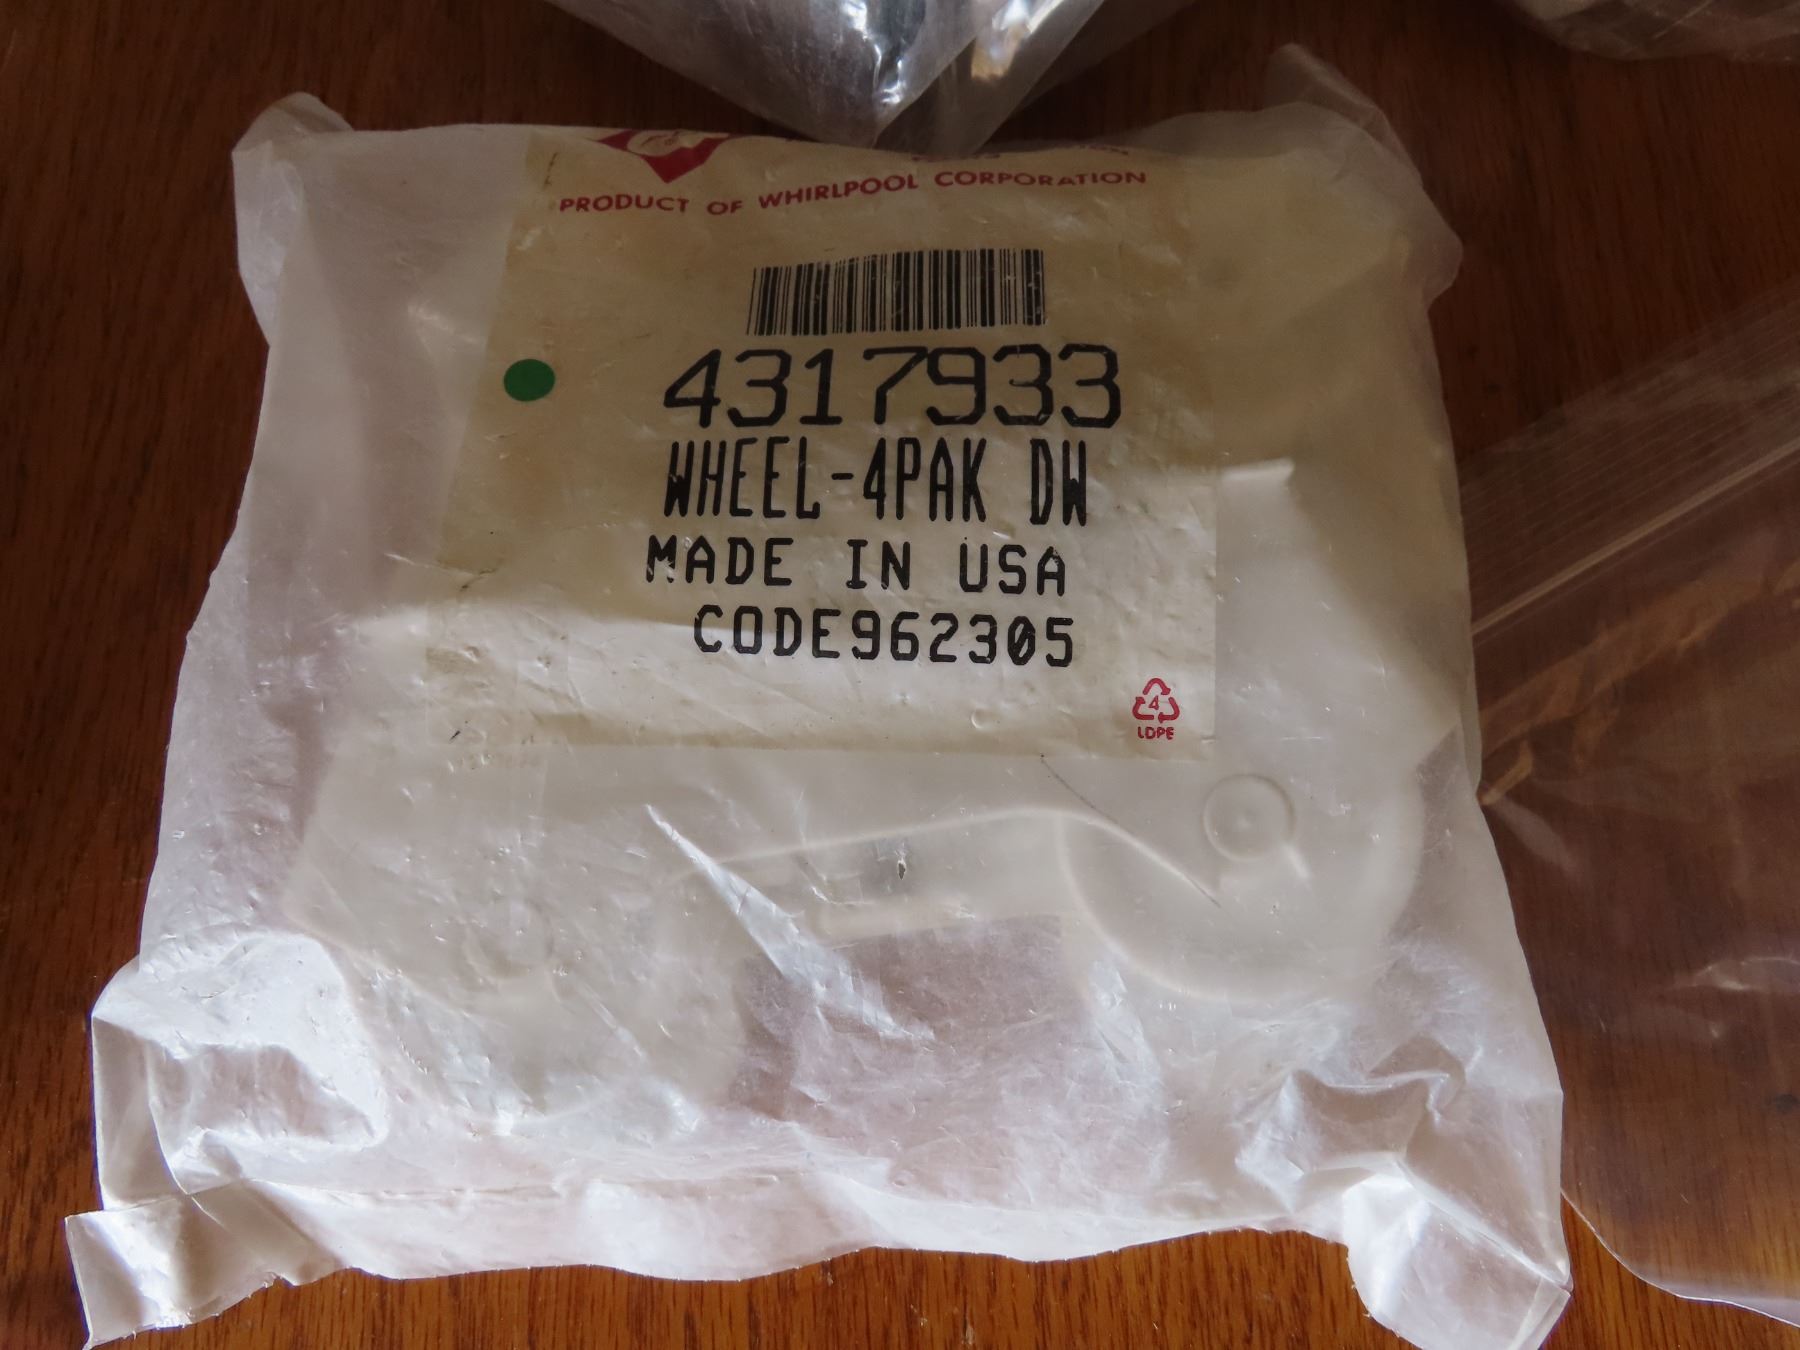 PRODUCT OF WHIRLPOOL CORPORATION
4317933
WHEEL-4PAK DW
MADE IN USA
CODE962305
4
LDPE